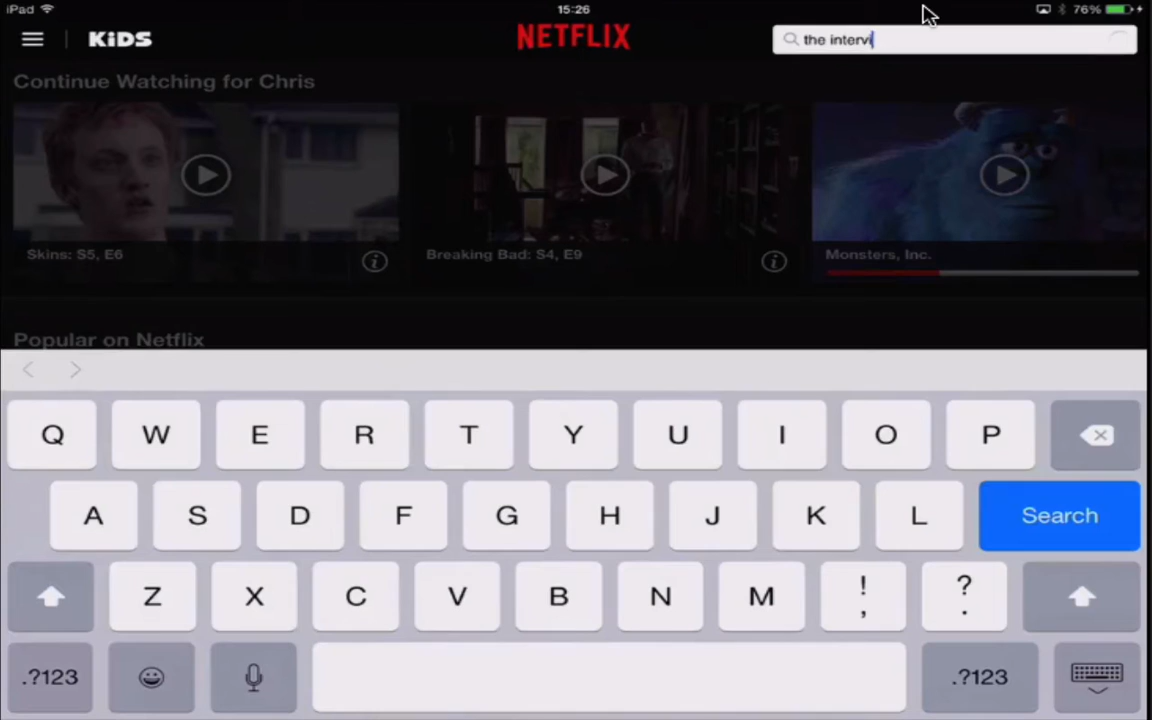 iPad 15:26 76%
KiDS NETFLIX the intervi
Continue Watching for Chris
Skins: S5, E6 Breaking Bad: S4, E9 Monsters, Inc.
Popular on Netflix
Q W E R T Y U I O P
A S D F G H J K L Search
Z X C V B N M ! , ? .
.?123 .?123